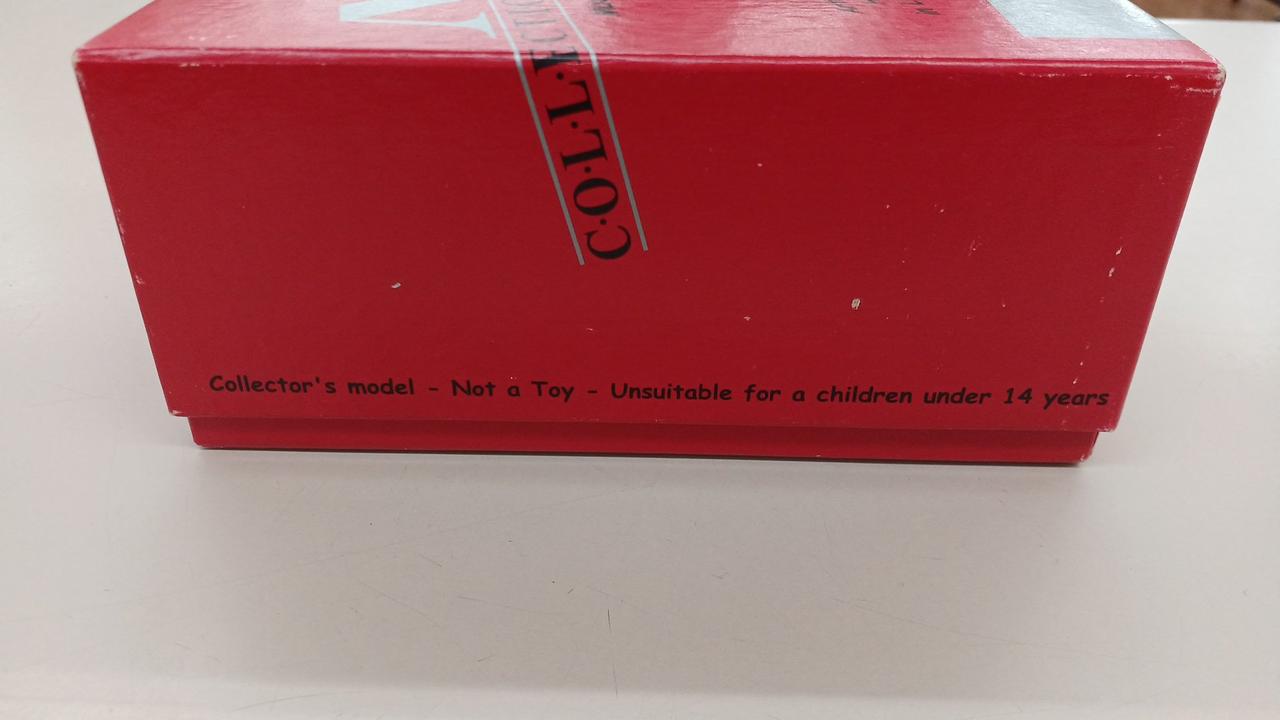 C·O·L·L·E
Collector's model - Not a Toy - Unsuitable for a children under 14 years